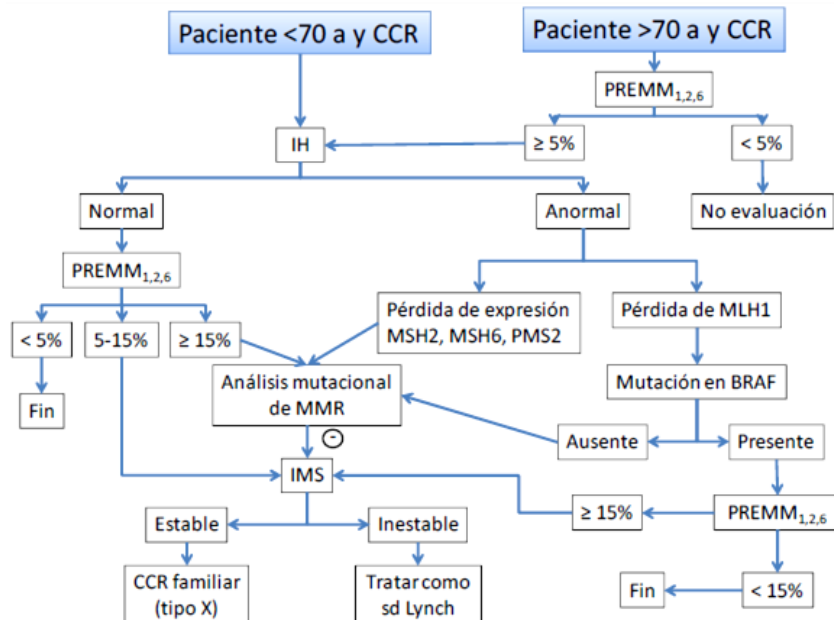 Paciente <70 a y CCR
Paciente >70 a y CCR
PREMM1,2,6
IH
≥ 5%
< 5%
Normal
Anormal
No evaluación
PREMM1,2,6
Pérdida de expresión
MSH2, MSH6, PMS2
Pérdida de MLH1
< 5%
5-15%
≥ 15%
Análisis mutacional
de MMR
Mutación en BRAF
Fin
-
Ausente
Presente
IMS
≥ 15%
PREMM1,2,6
Estable
Inestable
CCR familiar
(tipo X)
Tratar como
sd Lynch
Fin
< 15%